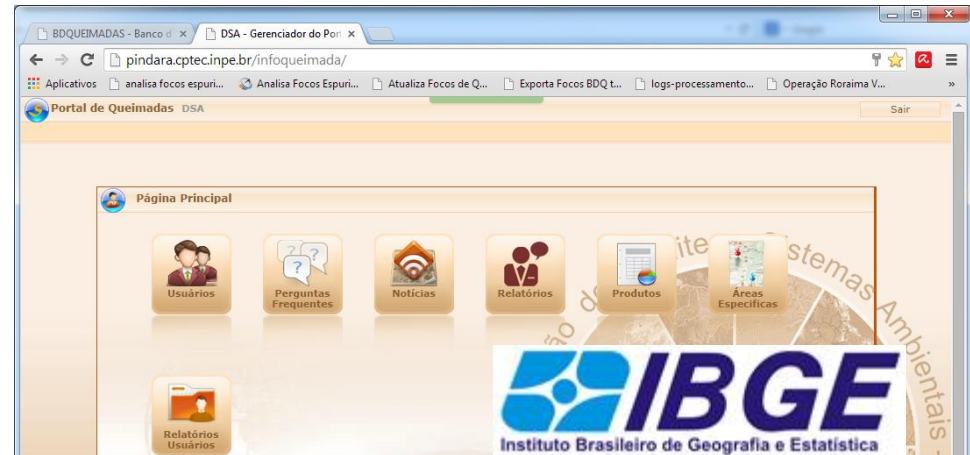 BDQUEIMADAS - Banco d
DSA - Gerenciador do Port
pindara.cptec.inpe.br/infoqueimada/
Aplicativos
analisa focos espuri...
Analisa Focos Espuri...
Atualiza Focos de Q...
Exporta Focos BDQ t...
logs-processamento...
Operação Roraima V...
»
Portal de Queimadas DSA
Sair
Página Principal
Usuários
Perguntas
Frequentes
Notícias
Relatórios
Produtos
Áreas
Específicas
Relatórios
Usuários
Sistemas Ambientais -
IBGE
Instituto Brasileiro de Geografia e Estatística